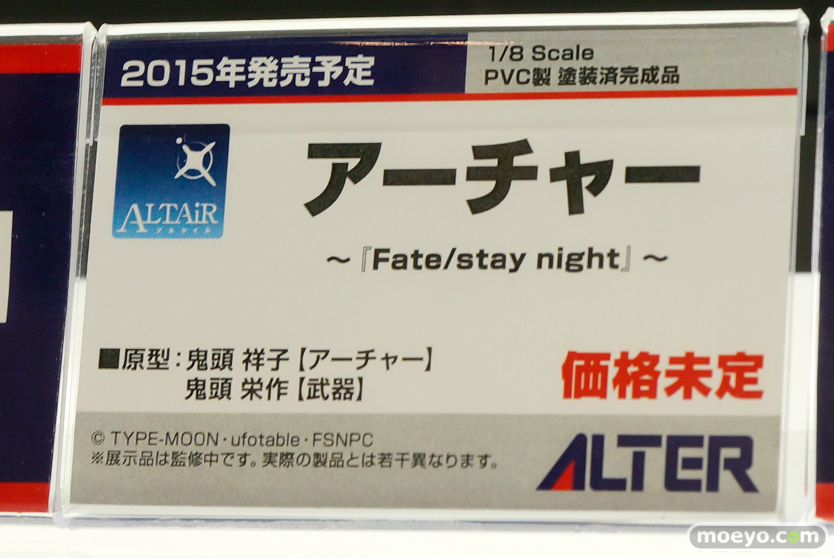 2015年発売予定
1/8 Scale
PVC製 塗装済完成品
ALTAiR
アルタイル
アーチャー
～『Fate/stay night』～
■原型：鬼頭 祥子【アーチャー】
鬼頭 栄作【武器】
価格未定
© TYPE-MOON・ufotable・FSNPC
※展示品は監修中です。実際の製品とは若干異なります。
ALTER
moeyo.com